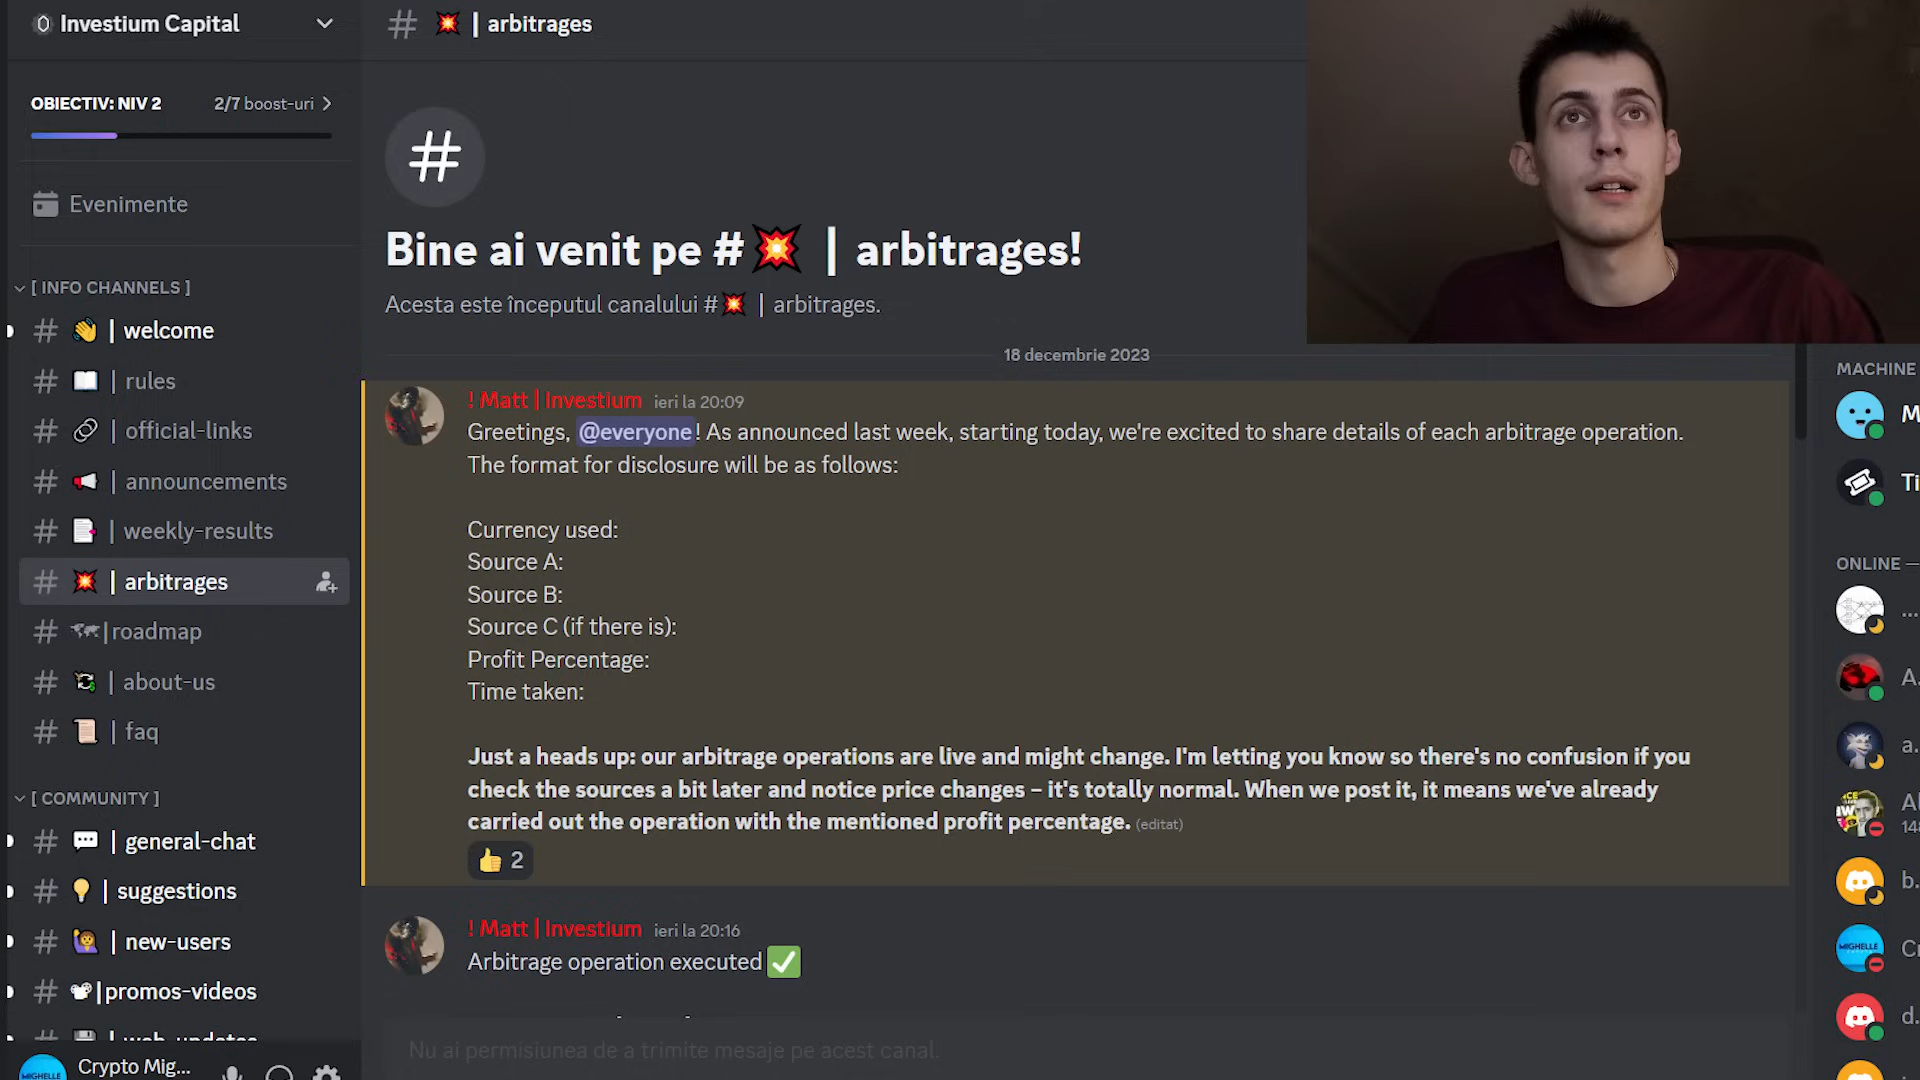 Investium Capital
OBIECTIV: NIV 2
2/7 boost-uri
Evenimente
[ INFO CHANNELS ]
# 👋 | welcome
# 📖 | rules
# 🔗 | official-links
# 📢 | announcements
# 📑 | weekly-results
# 💥 | arbitrages
# 🗺 |roadmap
# 💱 | about-us
# 📜 | faq
[ COMMUNITY ]
# 💬 | general-chat
# 💡 | suggestions
# 🙋 | new-users
# 📽 |promos-videos
MIGHELLE
Crypto Mig...
# 💥 | arbitrages
Bine ai venit pe #💥 | arbitrages!
Acesta este începutul canalului #💥 | arbitrages.
18 decembrie 2023
! Matt | Investium ieri la 20:09
Greetings, @everyone! As announced last week, starting today, we're excited to share details of each arbitrage operation.
The format for disclosure will be as follows:
Currency used:
Source A:
Source B:
Source C (if there is):
Profit Percentage:
Time taken:
Just a heads up: our arbitrage operations are live and might change. I'm letting you know so there's no confusion if you
check the sources a bit later and notice price changes – it's totally normal. When we post it, it means we've already
carried out the operation with the mentioned profit percentage. (editat)
👍 2
! Matt | Investium ieri la 20:16
Arbitrage operation executed ✅
Nu ai permisiunea de a trimite mesaje pe acest canal.
MACHINE
M
Ti
ONLINE —
...
A.
a.
Al
148
b.
MIGHELLE
Cr
d.